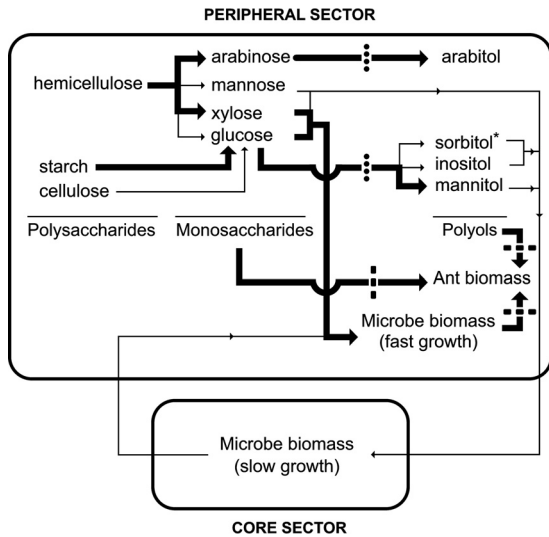 PERIPHERAL SECTOR
arabinose
arabitol
hemicellulose
mannose
xylose
glucose
sorbitol*
starch
inositol
cellulose
mannitol
Polysaccharides
Monosaccharides
Polyols
Ant biomass
Microbe biomass
(fast growth)
Microbe biomass
(slow growth)
CORE SECTOR